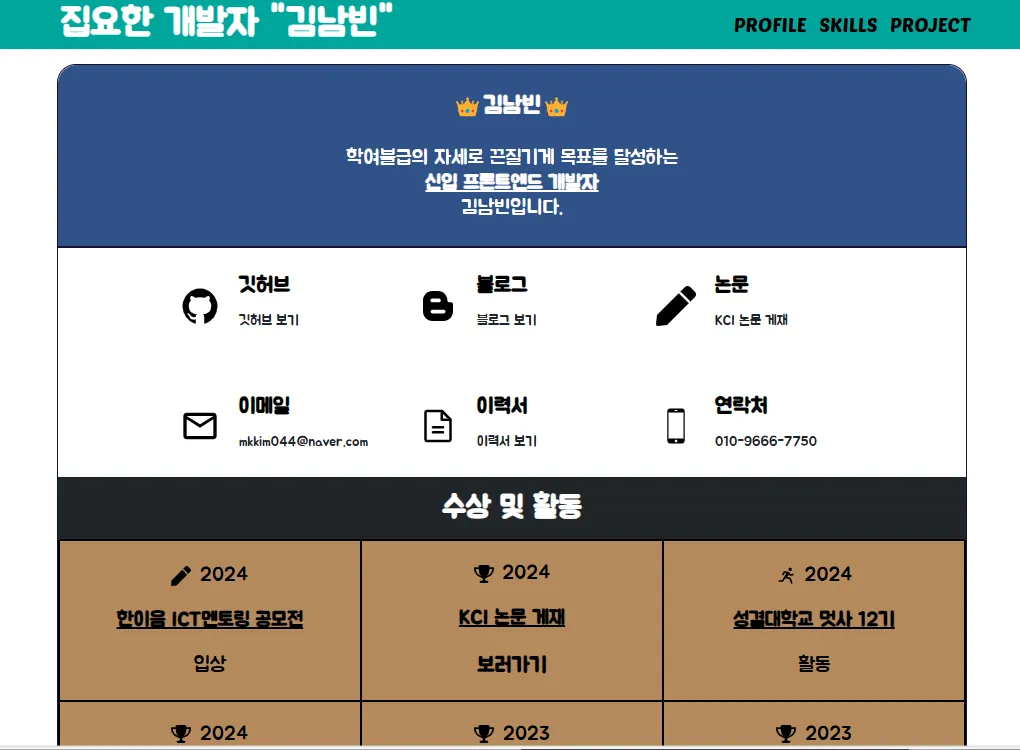 집요한 개발자 "김남빈"
PROFILE SKILLS PROJECT
김남빈
학여불급의 자세로 끈질기게 목표를 달성하는
신입 프론트엔드 개발자
김남빈입니다.
깃허브
깃허브 보기
블로그
블로그 보기
논문
KCI 논문 게재
이메일
mkkim044@naver.com
이력서
이력서 보기
연락처
010-9666-7750
수상 및 활동
2024
한이음 ICT멘토링 공모전
입상
2024
KCI 논문 게재
보러가기
2024
성결대학교 멋사 12기
활동
2024
2023
2023